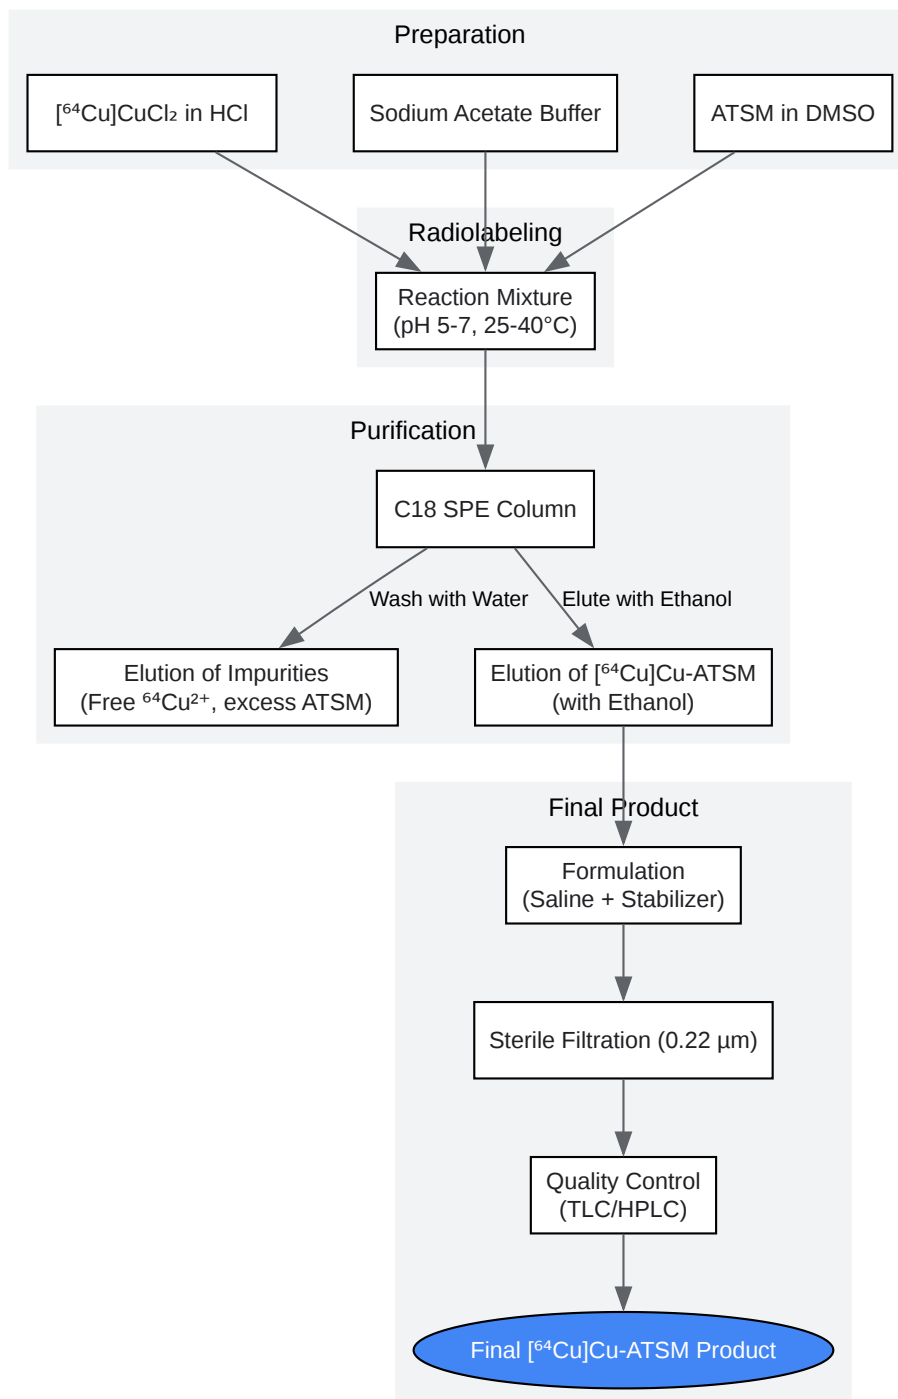 Preparation
[⁶⁴Cu]CuCl₂ in HCl
Sodium Acetate Buffer
ATSM in DMSO
Radiolabeling
Reaction Mixture
(pH 5-7, 25-40°C)
Purification
C18 SPE Column
Wash with Water
Elute with Ethanol
Elution of Impurities
(Free ⁶⁴Cu²⁺, excess ATSM)
Elution of [⁶⁴Cu]Cu-ATSM
(with Ethanol)
Final Product
Formulation
(Saline + Stabilizer)
Sterile Filtration (0.22 µm)
Quality Control
(TLC/HPLC)
Final [⁶⁴Cu]Cu-ATSM Product